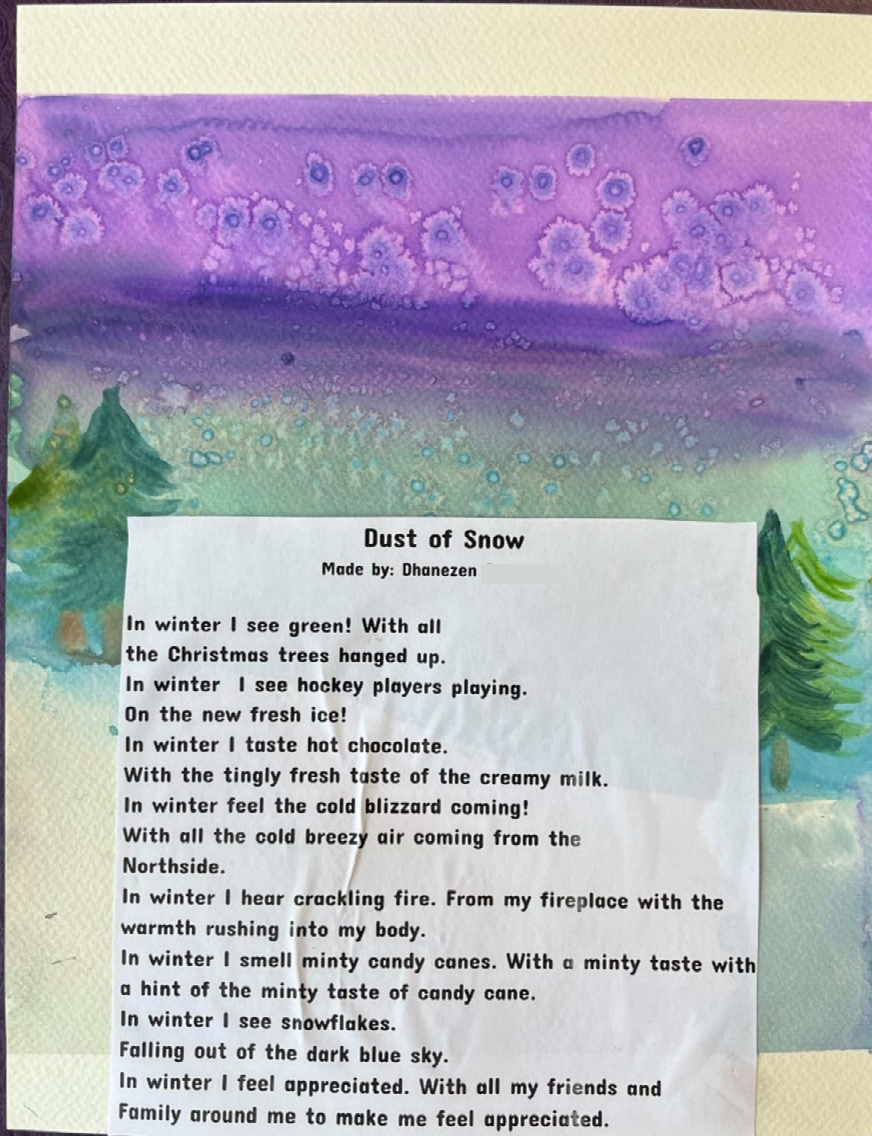 Dust of Snow
Made by: Dhanezen
In winter I see green! With all
the Christmas trees hanged up.
In winter I see hockey players playing.
On the new fresh ice!
In winter I taste hot chocolate.
With the tingly fresh taste of the creamy milk.
In winter feel the cold blizzard coming!
With all the cold breezy air coming from the
Northside.
In winter I hear crackling fire. From my fireplace with the
warmth rushing into my body.
In winter I smell minty candy canes. With a minty taste with
a hint of the minty taste of candy cane.
In winter I see snowflakes.
Falling out of the dark blue sky.
In winter I feel appreciated. With all my friends and
Family around me to make me feel appreciated.